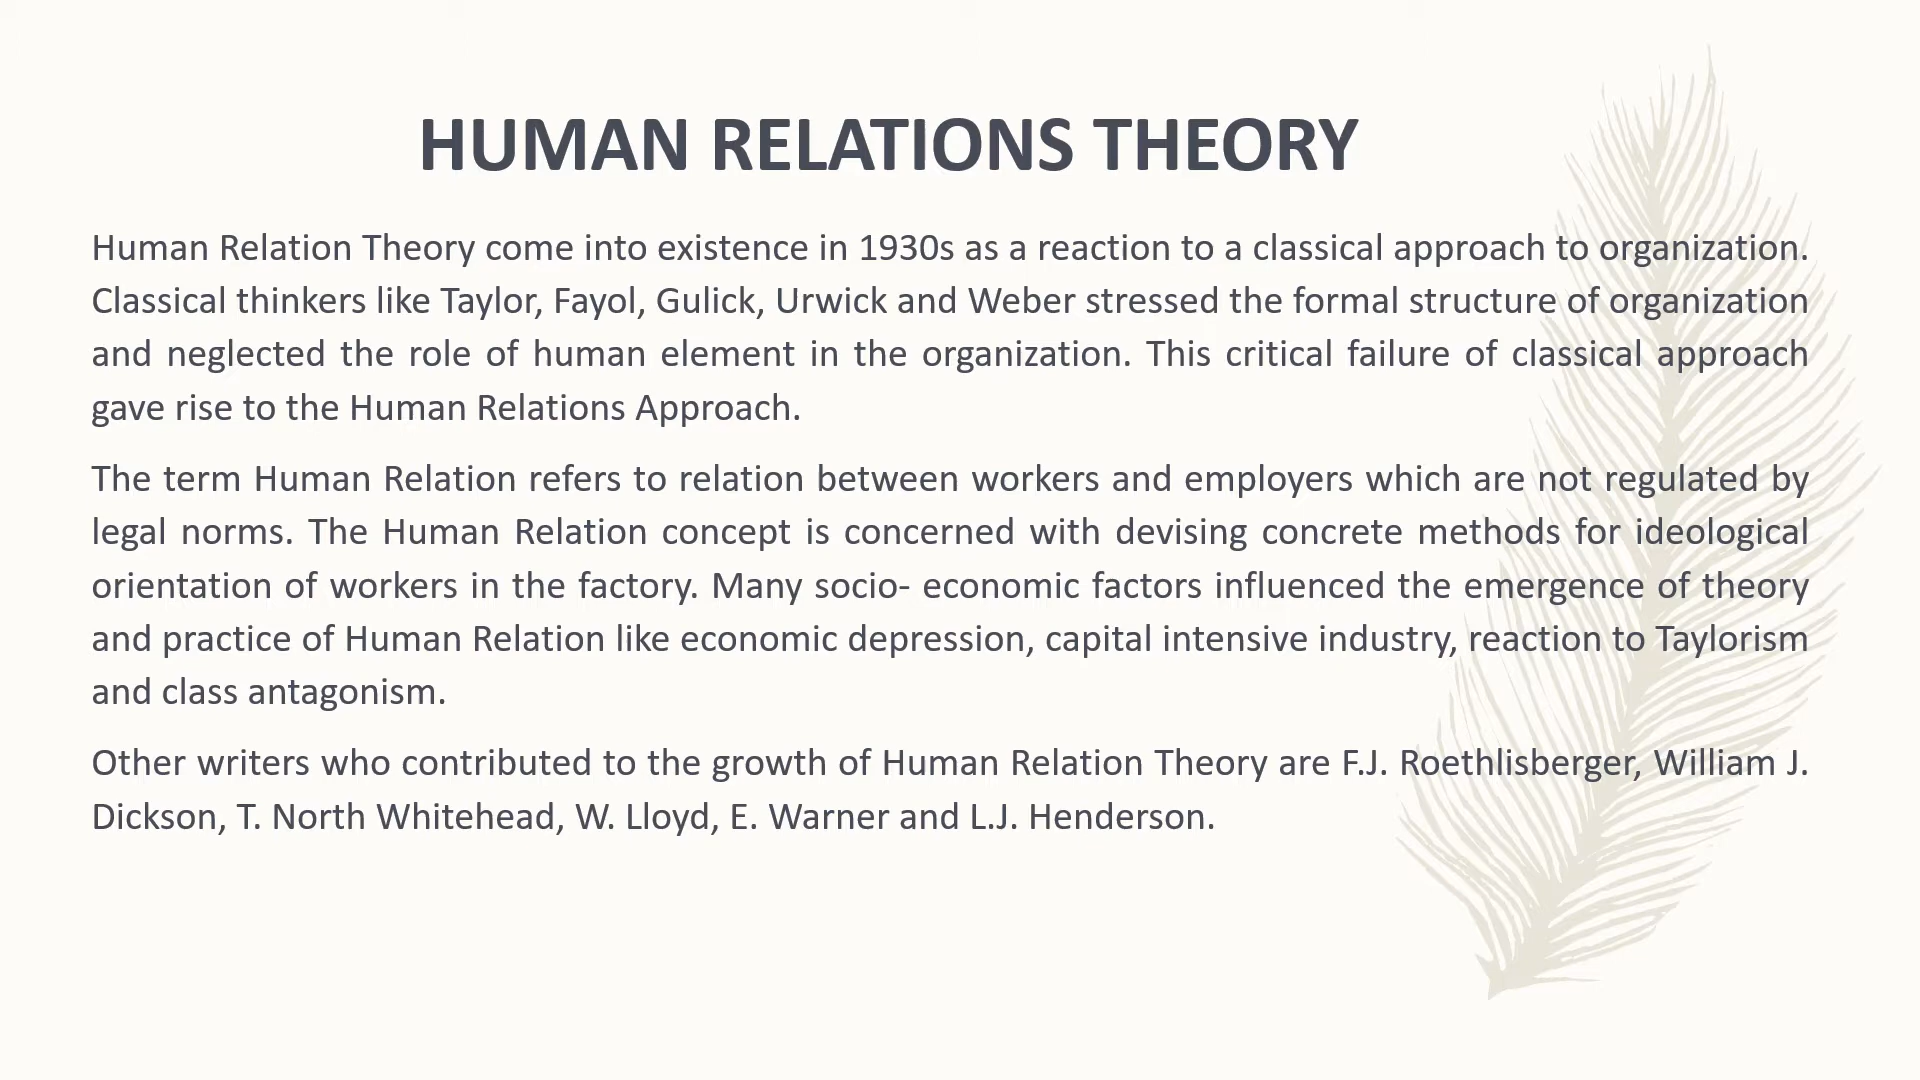 HUMAN RELATIONS THEORY
Human Relation Theory come into existence in 1930s as a reaction to a classical approach to organization.
Classical thinkers like Taylor, Fayol, Gulick, Urwick and Weber stressed the formal structure of organization
and neglected the role of human element in the organization. This critical failure of classical approach
gave rise to the Human Relations Approach.
The term Human Relation refers to relation between workers and employers which are not regulated by
legal norms. The Human Relation concept is concerned with devising concrete methods for ideological
orientation of workers in the factory. Many socio- economic factors influenced the emergence of theory
and practice of Human Relation like economic depression, capital intensive industry, reaction to Taylorism
and class antagonism.
Other writers who contributed to the growth of Human Relation Theory are F.J. Roethlisberger, William J.
Dickson, T. North Whitehead, W. Lloyd, E. Warner and L.J. Henderson.